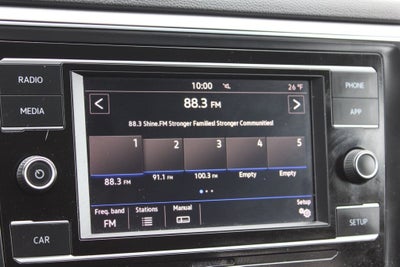 RADIO
MEDIA
CAR
PHONE
APP
SETUP
10:00
26 °F
88.3 FM
88.3 Shine.FM Stronger Families! Stronger Communities!
1 2 3 4 5
88.3 FM 91.1 FM 100.3 FM Empty Empty
Freq. band Stations Manual Setup
FM